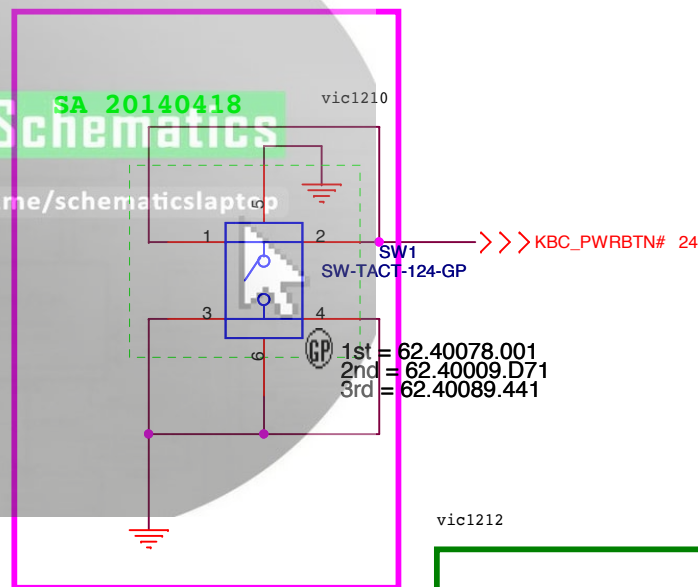 SA 20140418
vic1210
Schematics
me/schematicslaptop
5
1
2
KBC_PWRBTN# 24
SW1
SW-TACT-124-GP
3
4
GP
1st = 62.40078.001
2nd = 62.40009.D71
3rd = 62.40089.441
6
vic1212